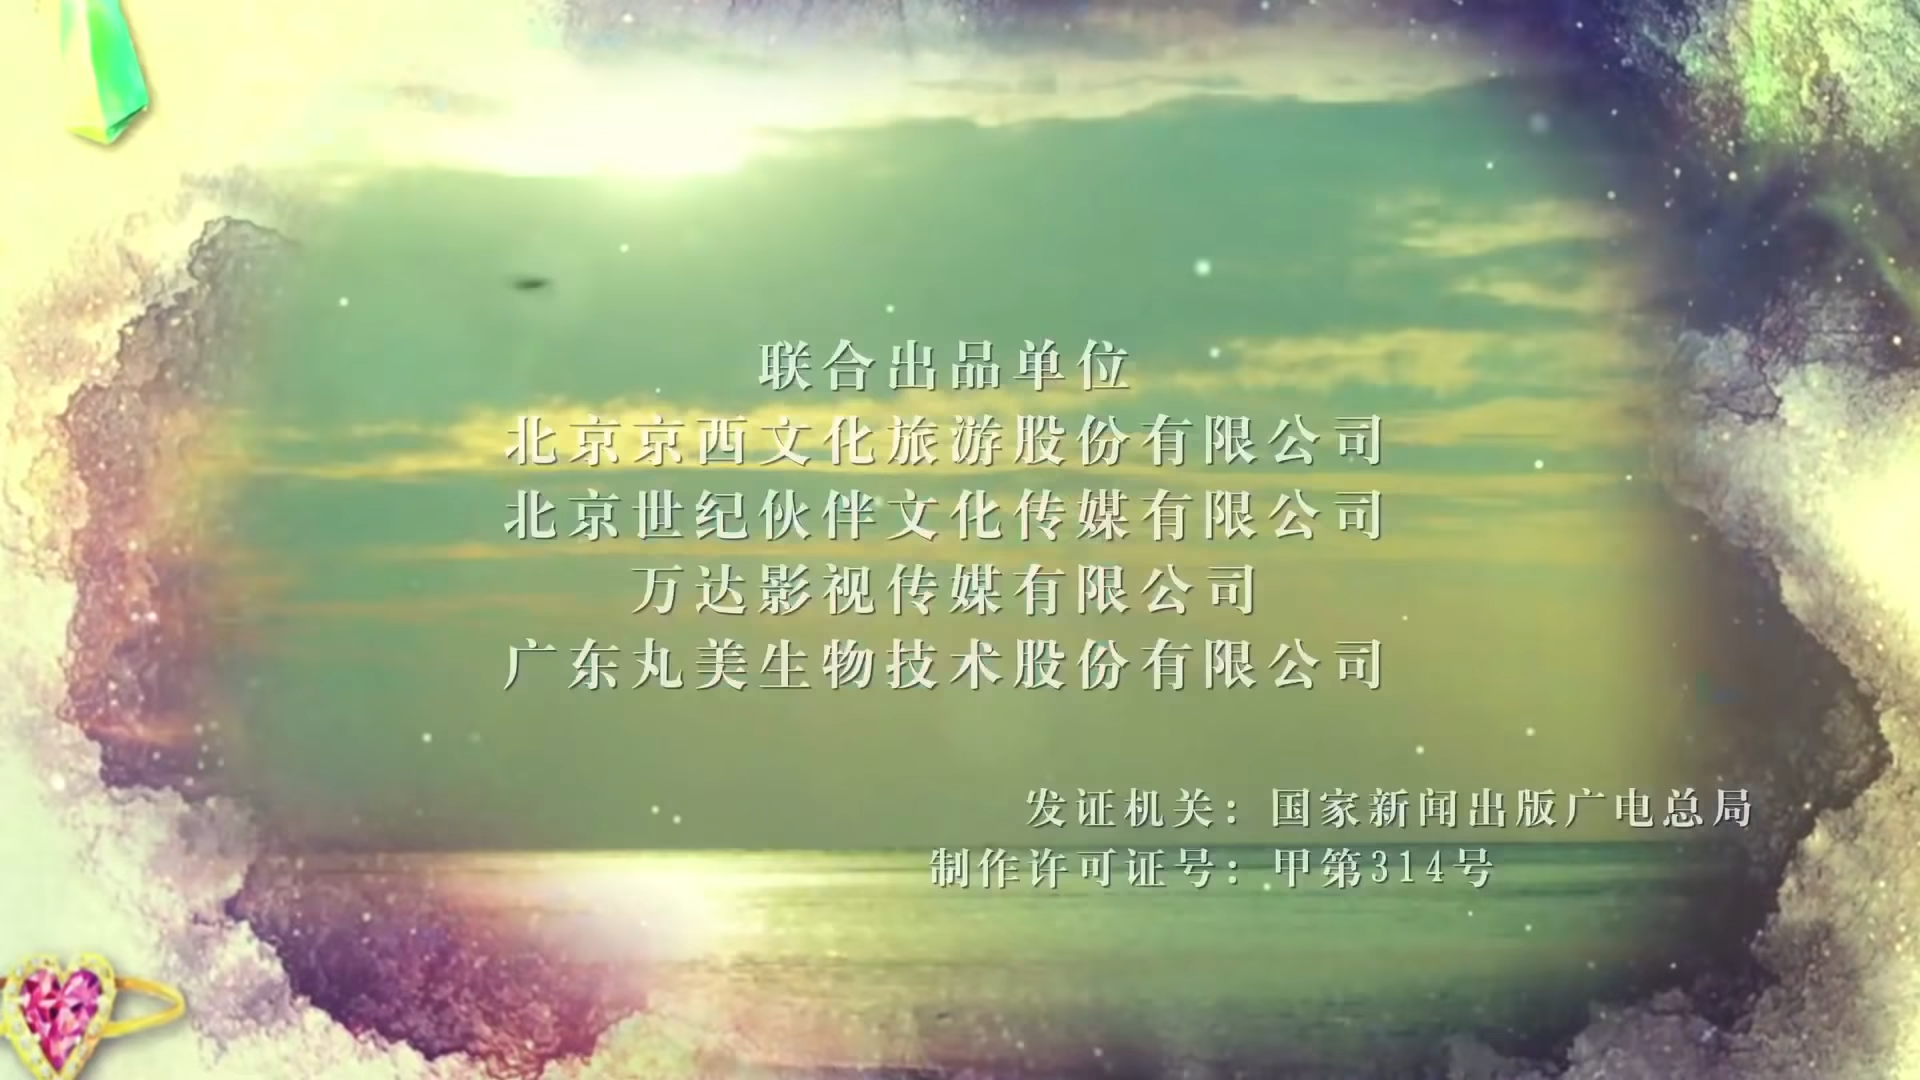 联合出品单位
北京京西文化旅游股份有限公司
北京世纪伙伴文化传媒有限公司
万达影视传媒有限公司
广东丸美生物技术股份有限公司
发证机关：国家新闻出版广电总局
制作许可证号：甲第314号